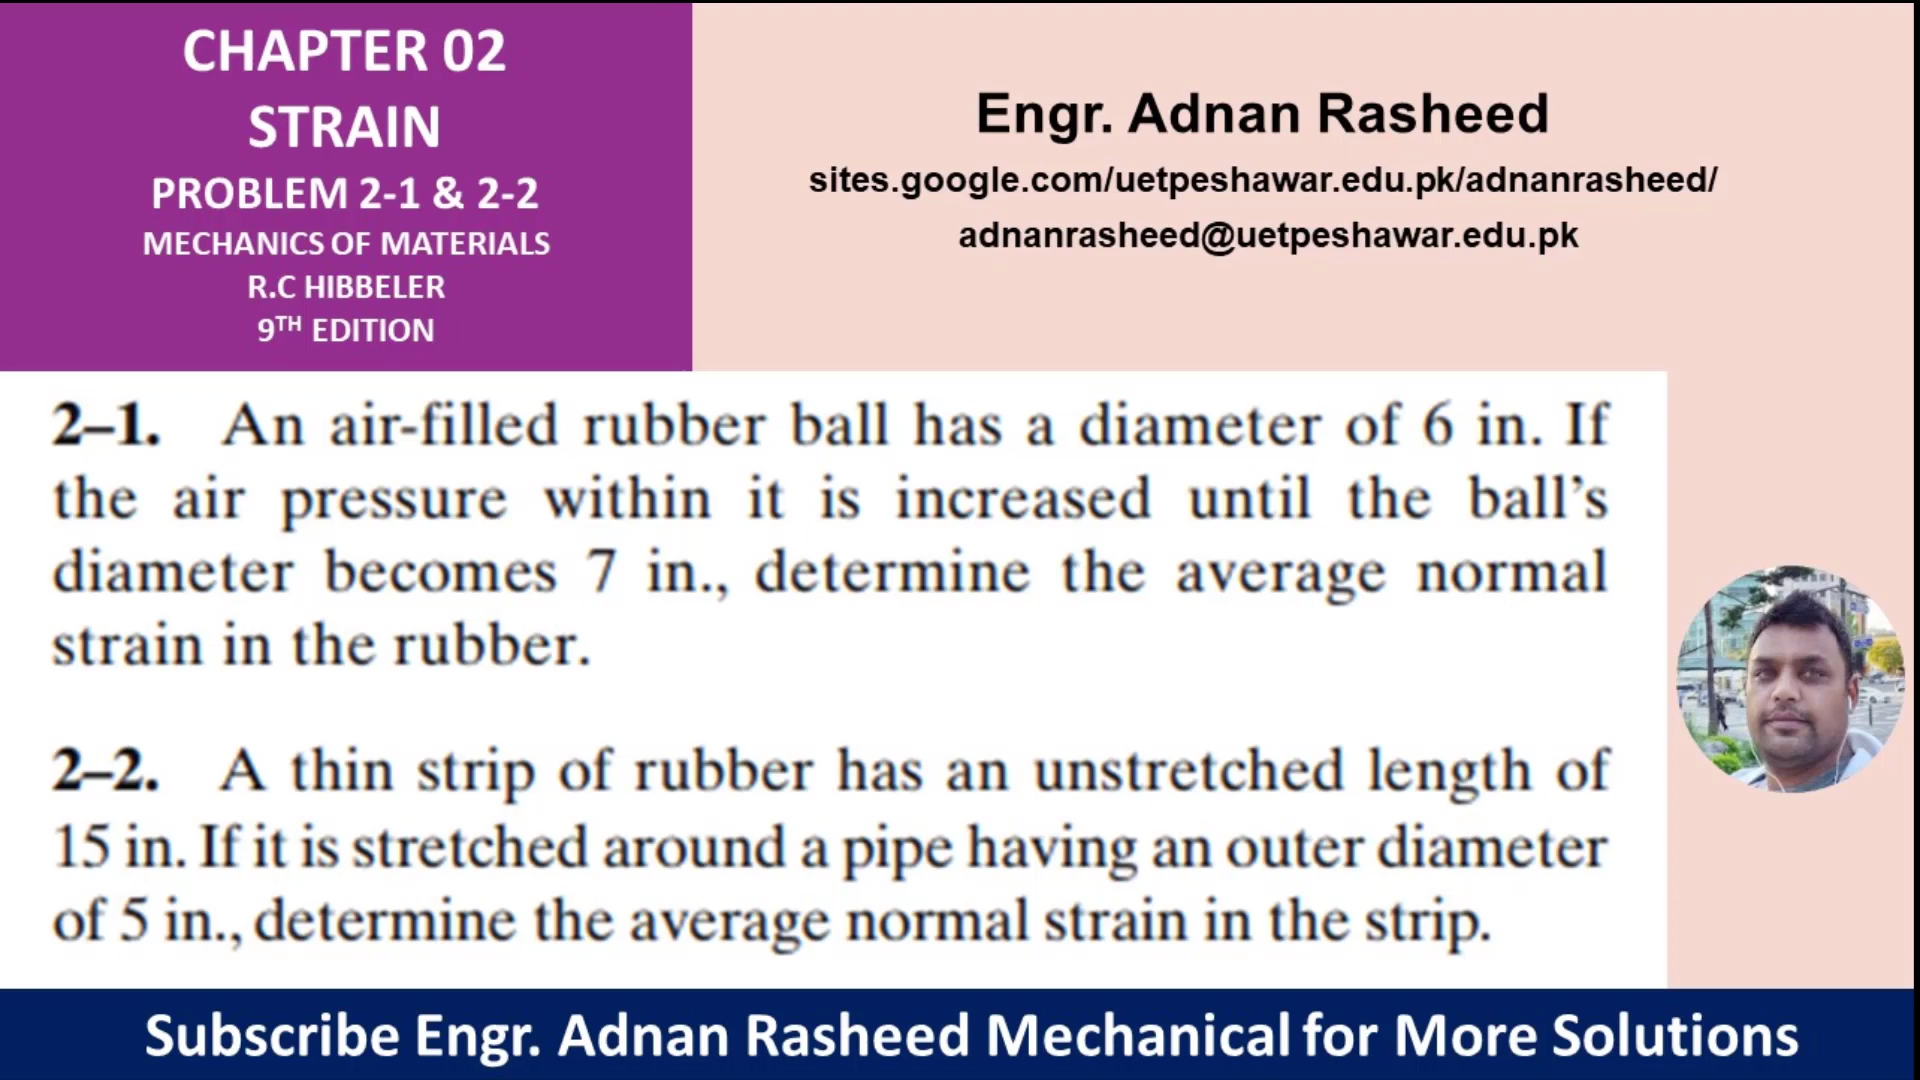 CHAPTER 02
STRAIN
PROBLEM 2-1 & 2-2
MECHANICS OF MATERIALS
R.C HIBBELER
9TH EDITION
Engr. Adnan Rasheed
sites.google.com/uetpeshawar.edu.pk/adnanrasheed/
adnanrasheed@uetpeshawar.edu.pk
2–1. An air-filled rubber ball has a diameter of 6 in. If
the air pressure within it is increased until the ball’s
diameter becomes 7 in., determine the average normal
strain in the rubber.
2–2. A thin strip of rubber has an unstretched length of
15 in. If it is stretched around a pipe having an outer diameter
of 5 in., determine the average normal strain in the strip.
Subscribe Engr. Adnan Rasheed Mechanical for More Solutions